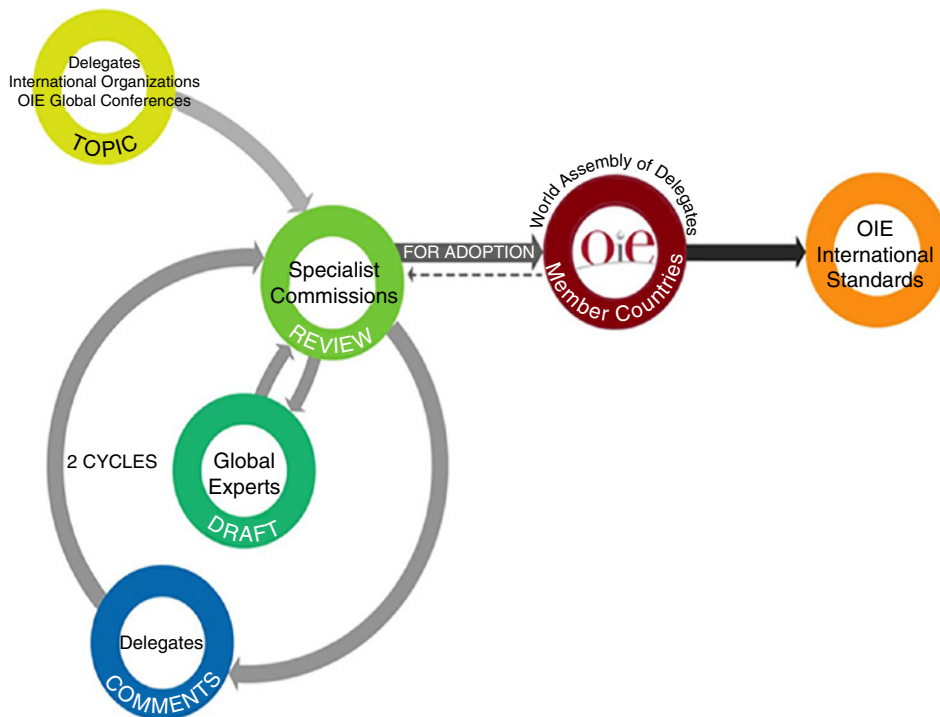 Delegates
International Organizations
OIE Global Conferences
TOPIC
World Assembly of Delegates
FOR ADOPTION
Oie
Member Countries
OIE
International
Standards
Specialist
Commissions
REVIEW
2 CYCLES
Global
Experts
DRAFT
Delegates
COMMENTS